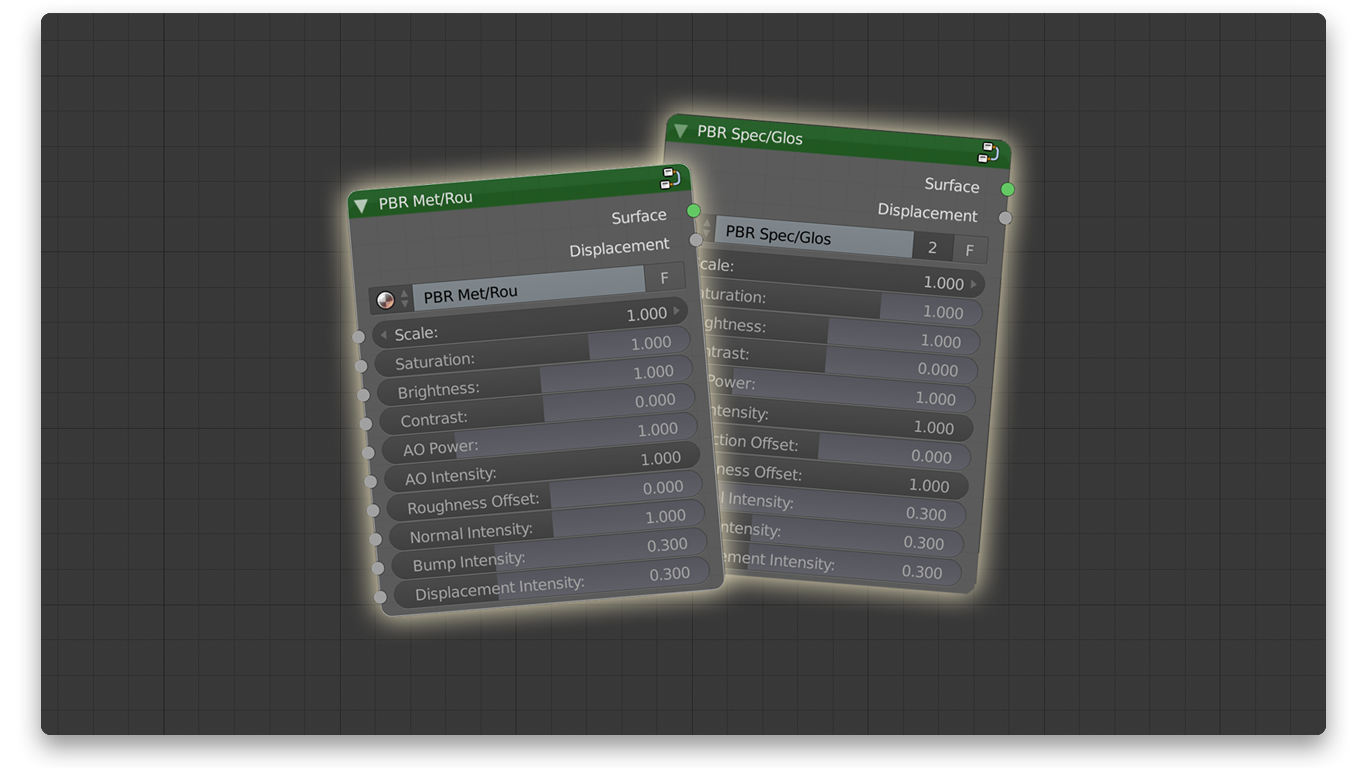 PBR Met/Rou
Surface
Displacement
PBR Met/Rou F
Scale: 1.000
Saturation: 1.000
Brightness: 1.000
Contrast: 0.000
AO Power: 1.000
AO Intensity: 1.000
Roughness Offset: 0.000
Normal Intensity: 1.000
Bump Intensity: 0.300
Displacement Intensity: 0.300
PBR Spec/Glos
Surface
Displacement
PBR Spec/Glos 2 F
cale: 1.000
turation: 1.000
ghtness: 1.000
ntrast: 0.000
Power: 1.000
ntensity: 1.000
ction Offset: 0.000
ness Offset: 1.000
l Intensity: 0.300
ntensity: 0.300
ement Intensity: 0.300